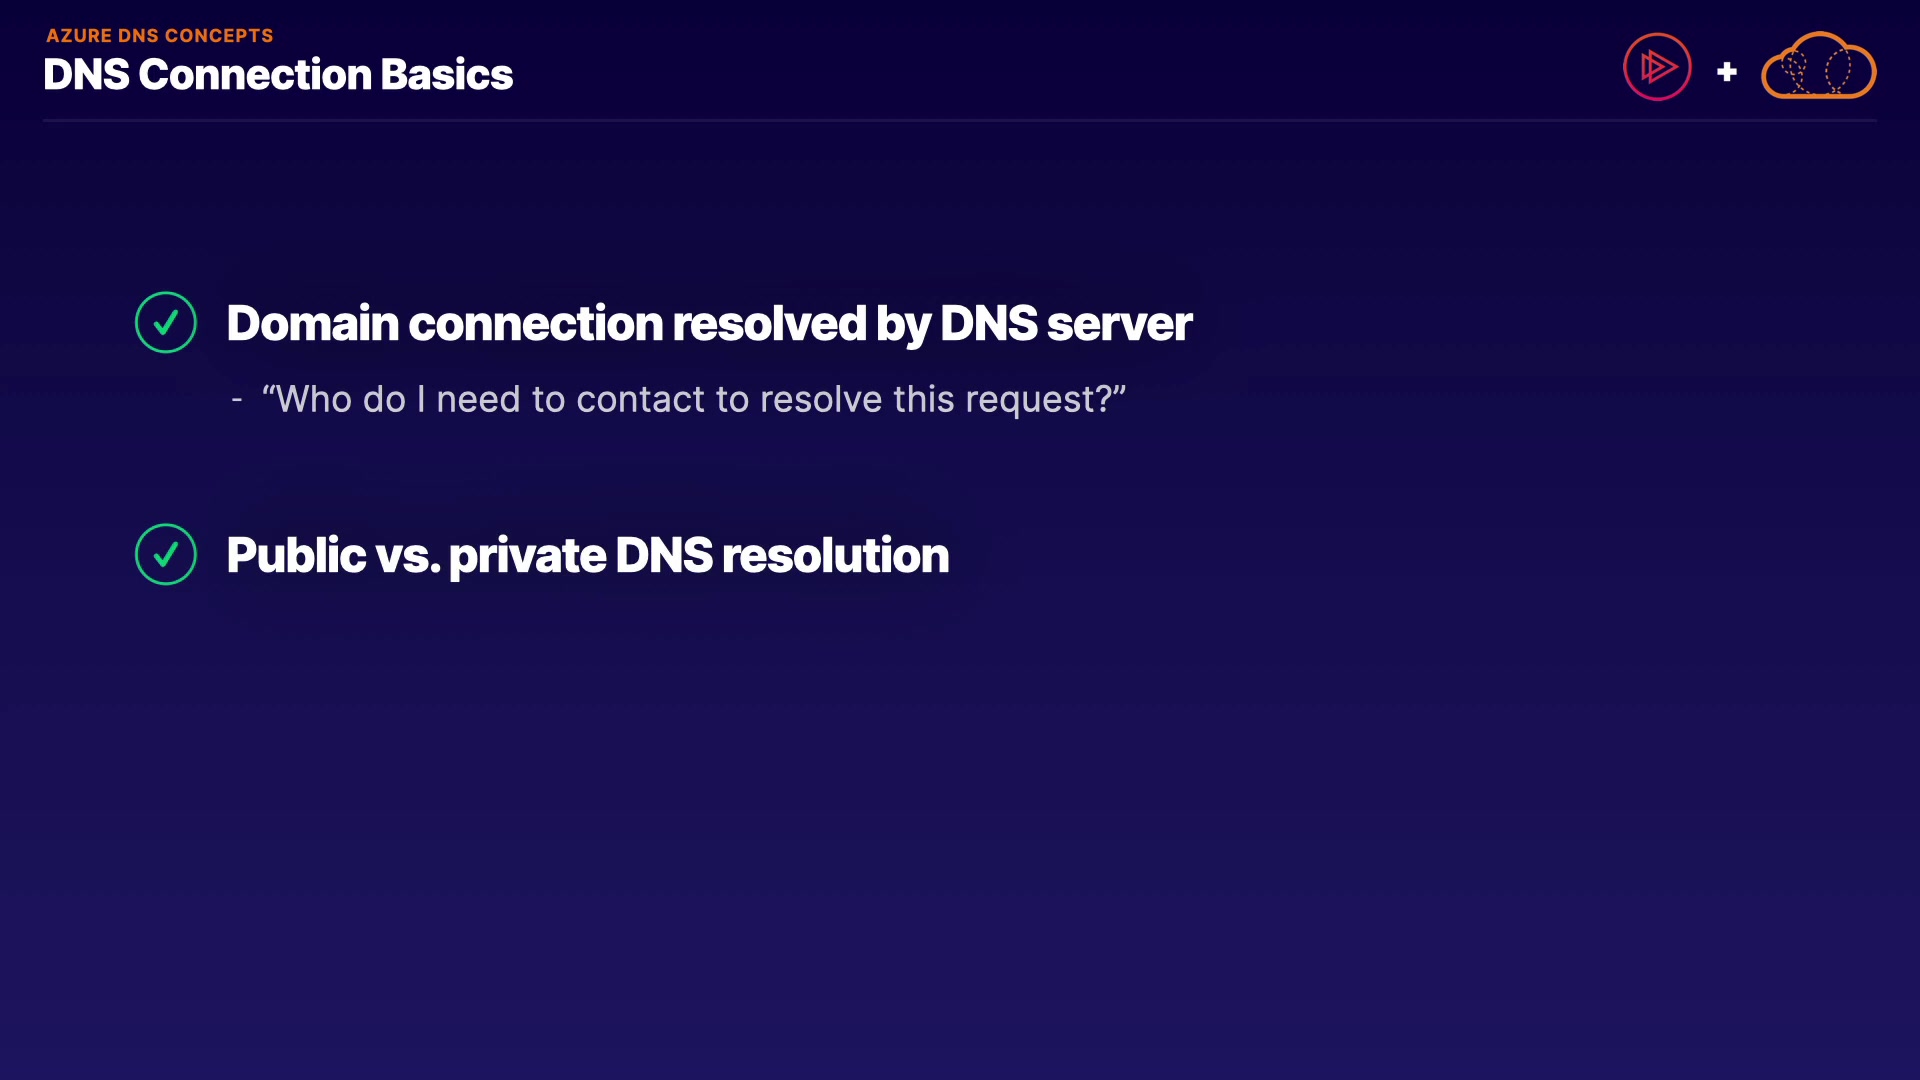 AZURE DNS CONCEPTS
DNS Connection Basics
Domain connection resolved by DNS server
- “Who do I need to contact to resolve this request?”
Public vs. private DNS resolution